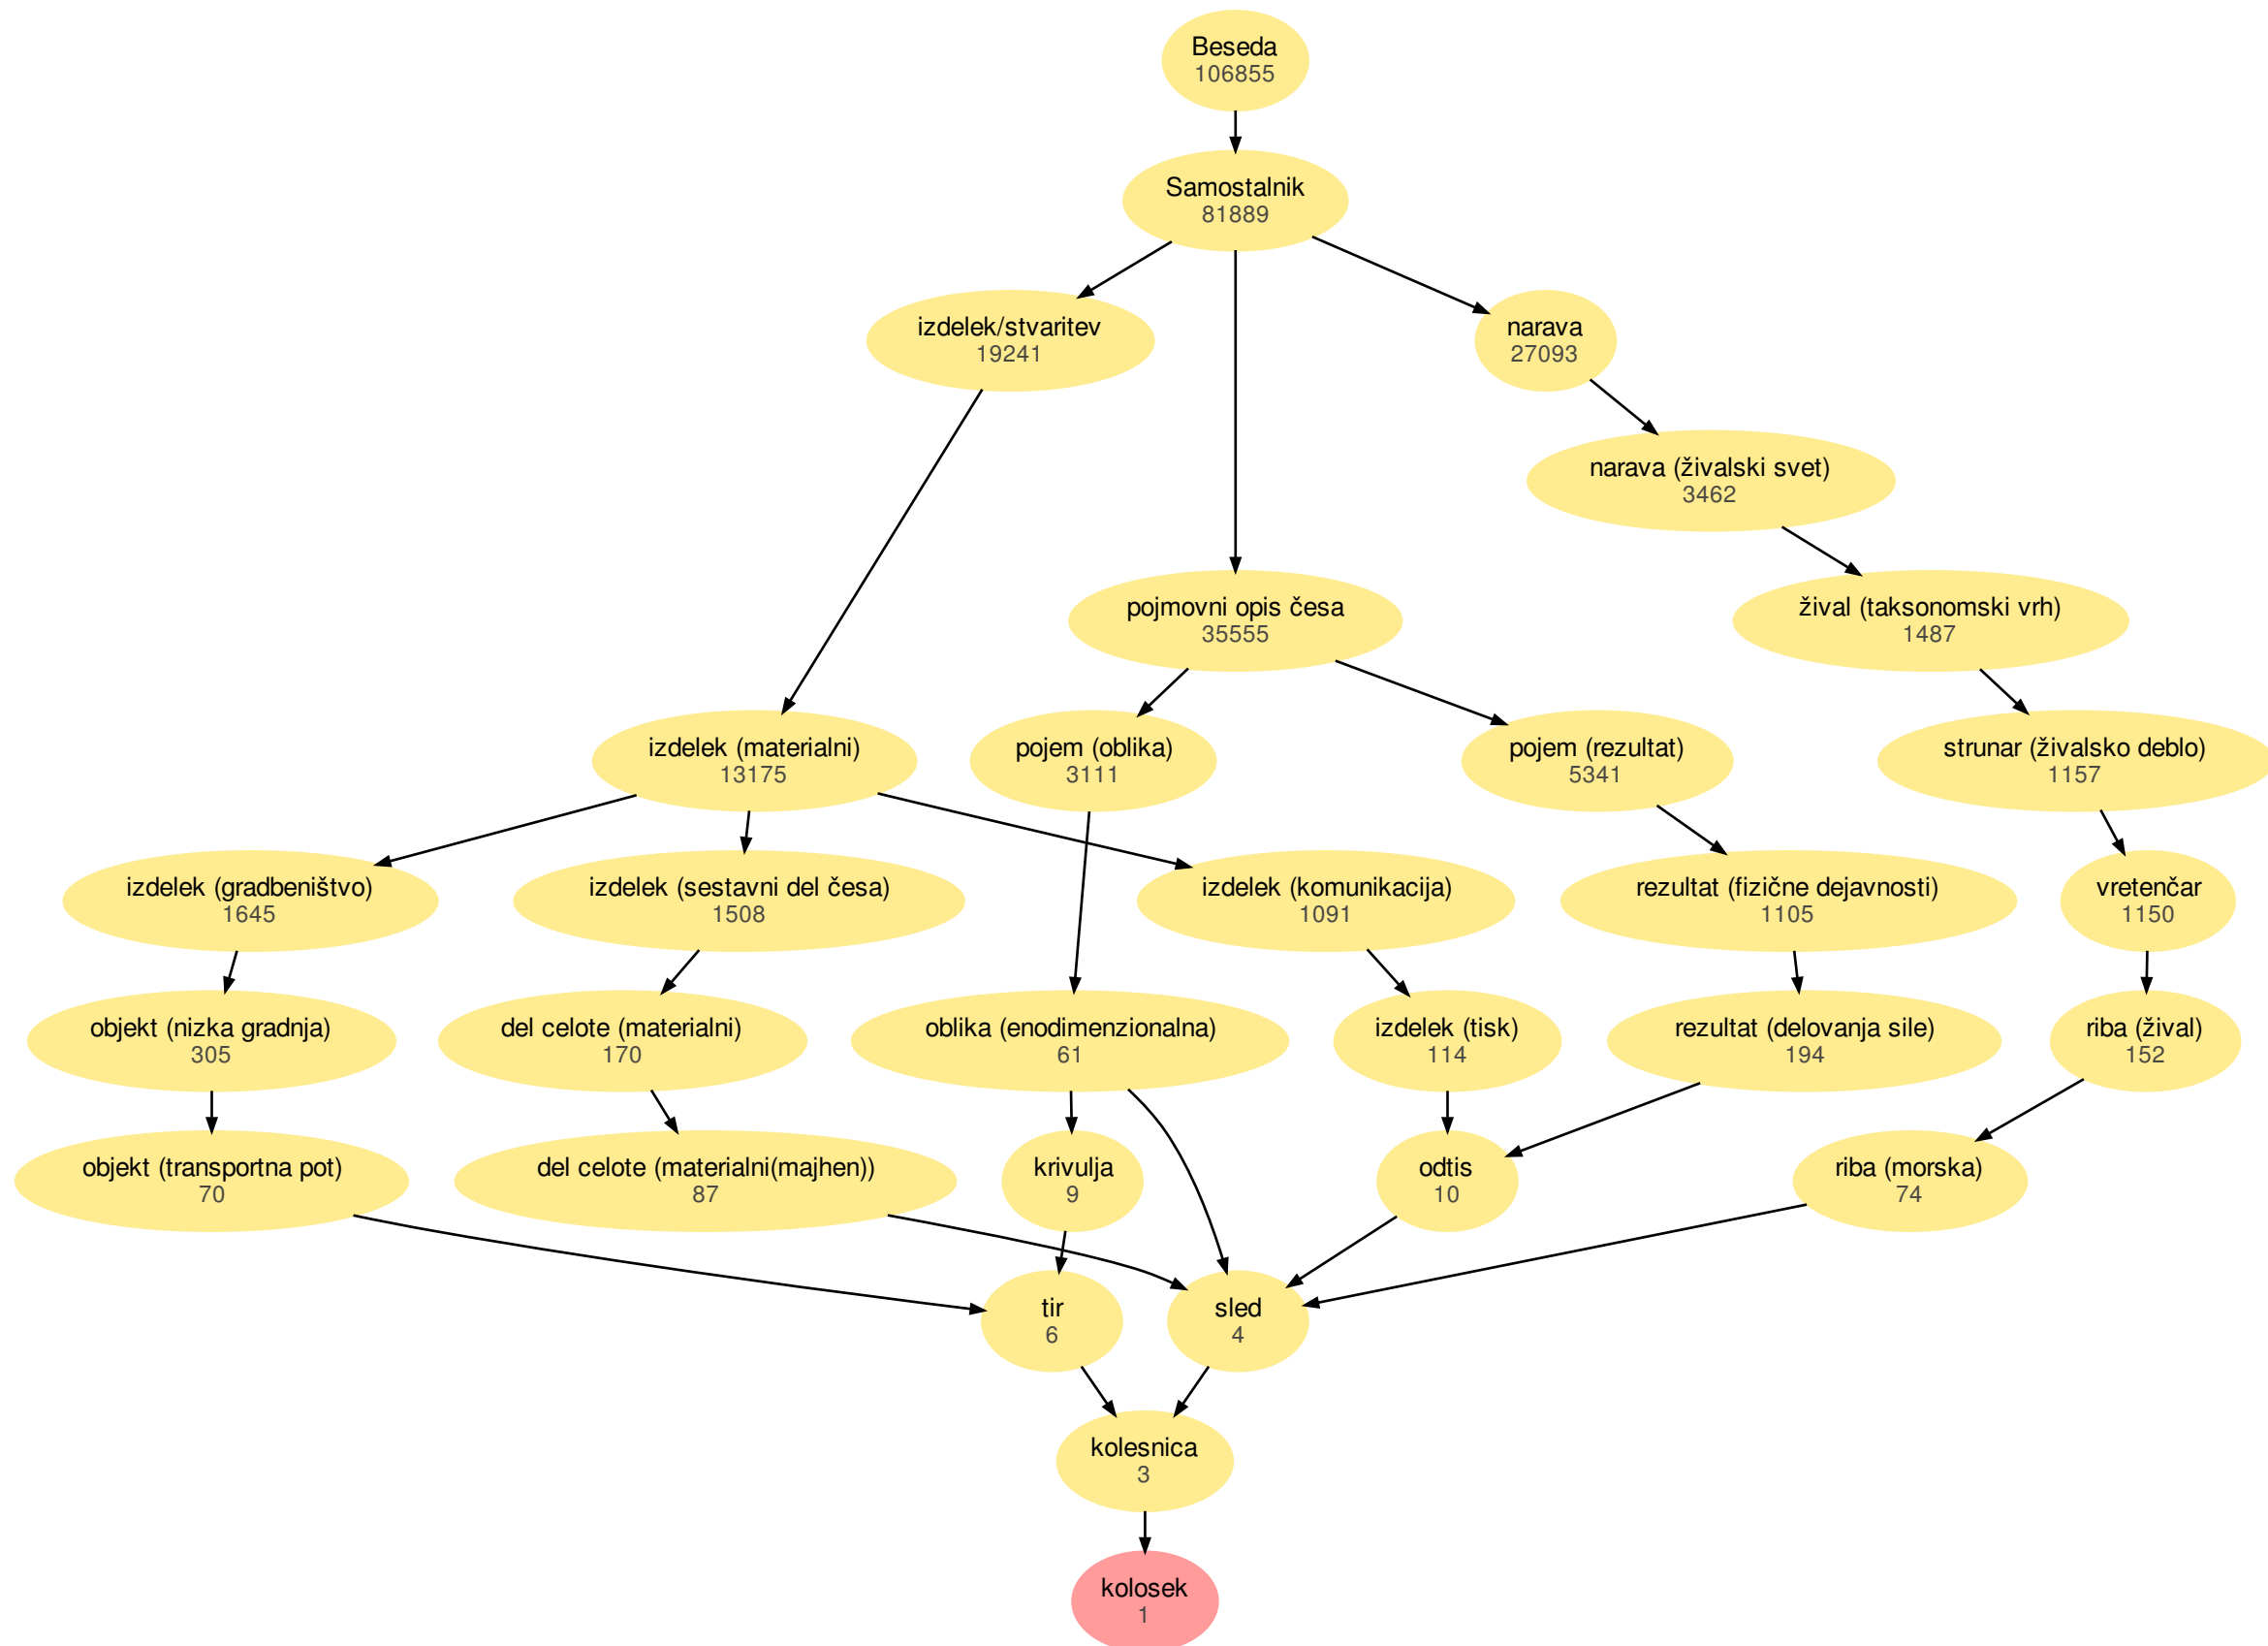 Beseda
106855
Samostalnik
81889
izdelek/stvaritev
19241
narava
27093
narava (živalski svet)
3462
pojmovni opis česa
35555
žival (taksonomski vrh)
1487
izdelek (materialni)
13175
pojem (oblika)
3111
pojem (rezultat)
5341
strunar (živalsko deblo)
1157
izdelek (gradbeništvo)
1645
izdelek (sestavni del česa)
1508
izdelek (komunikacija)
1091
rezultat (fizične dejavnosti)
1105
vretenčar
1150
objekt (nizka gradnja)
305
del celote (materialni)
170
oblika (enodimenzionalna)
61
izdelek (tisk)
114
rezultat (delovanja sile)
194
riba (žival)
152
objekt (transportna pot)
70
del celote (materialni(majhen))
87
krivulja
9
odtis
10
riba (morska)
74
tir
6
sled
4
kolesnica
3
kolosek
1